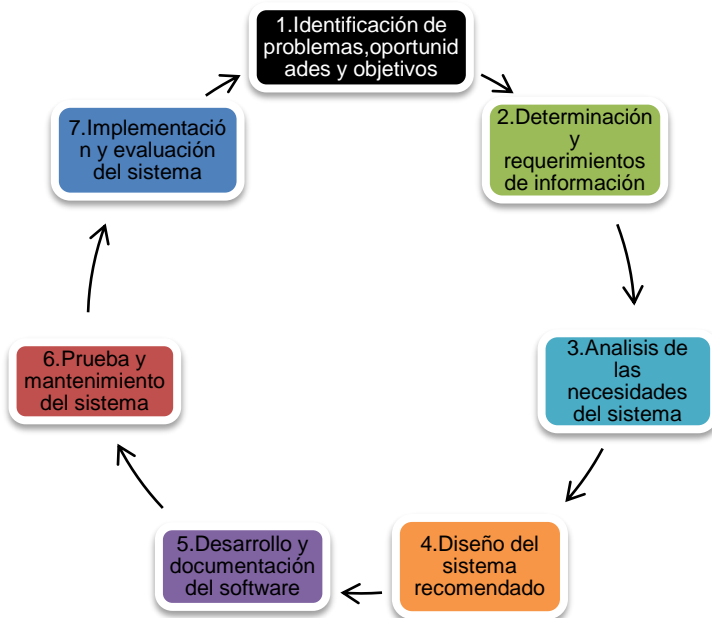 1.Identificación de
problemas,oportunid
ades y objetivos
2.Determinación
y
requerimientos
de información
3.Analisis de
las
necesidades
del sistema
4.Diseño del
sistema
recomendado
5.Desarrollo y
documentación
del software
6.Prueba y
mantenimiento
del sistema
7.Implementació
n y evaluación
del sistema